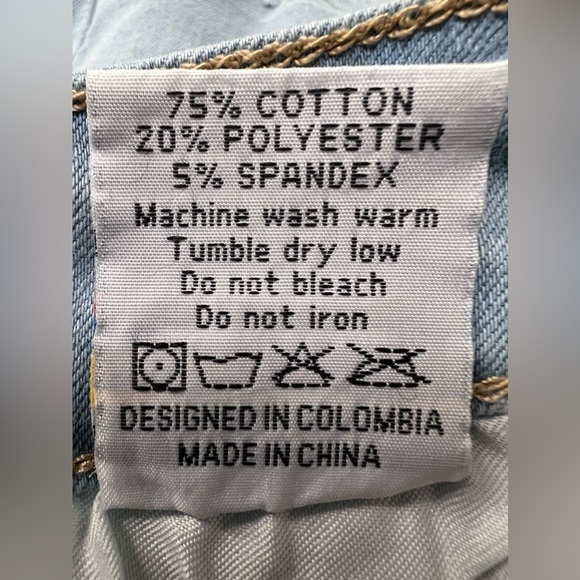 75% COTTON
20% POLYESTER
5% SPANDEX
Machine wash warm
Tumble dry low
Do not bleach
Do not iron
DESIGNED IN COLOMBIA
MADE IN CHINA